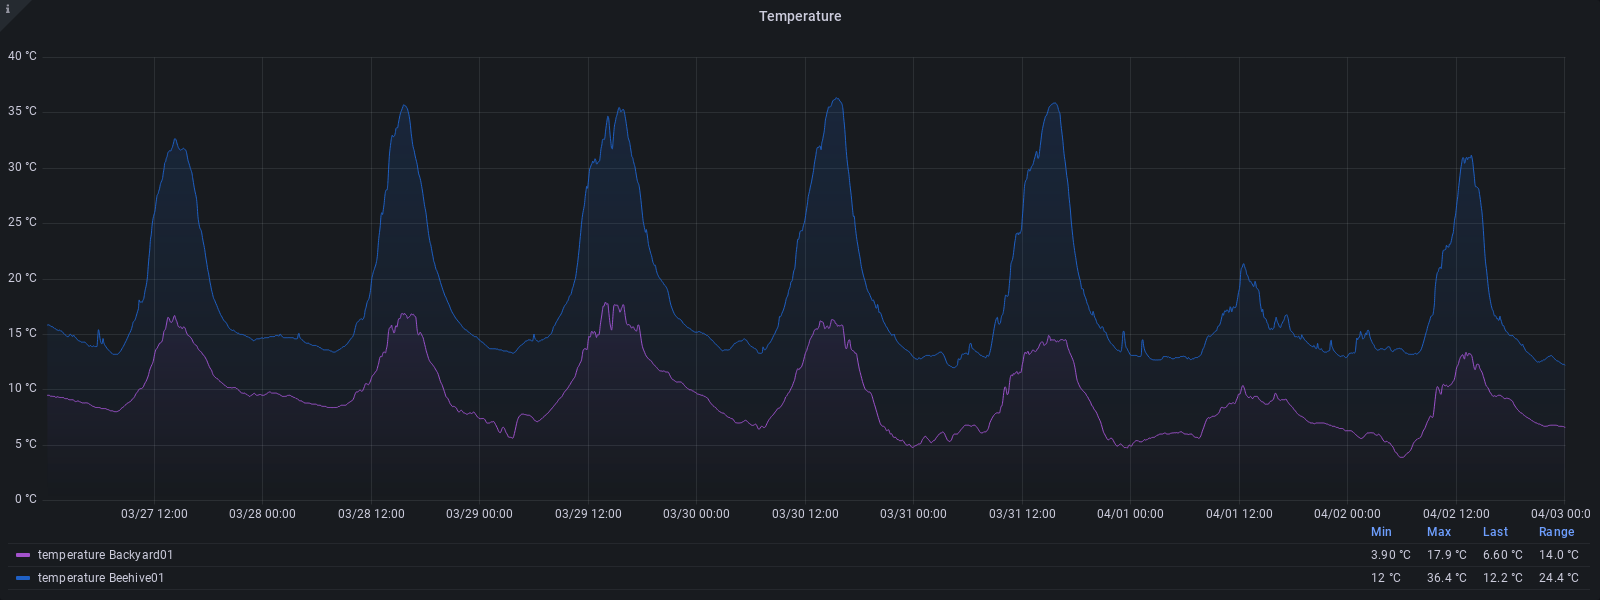 i
Temperature
40 °C
35 °C
30 °C
25 °C
20 °C
15 °C
10 °C
5 °C
0 °C
03/27 12:00 03/28 00:00 03/28 12:00 03/29 00:00 03/29 12:00 03/30 00:00 03/30 12:00 03/31 00:00 03/31 12:00 04/01 00:00 04/01 12:00 04/02 00:00 04/02 12:00 04/03 00:0
Min Max Last Range
temperature Backyard01 3.90 °C 17.9 °C 6.60 °C 14.0 °C
temperature Beehive01 12 °C 36.4 °C 12.2 °C 24.4 °C